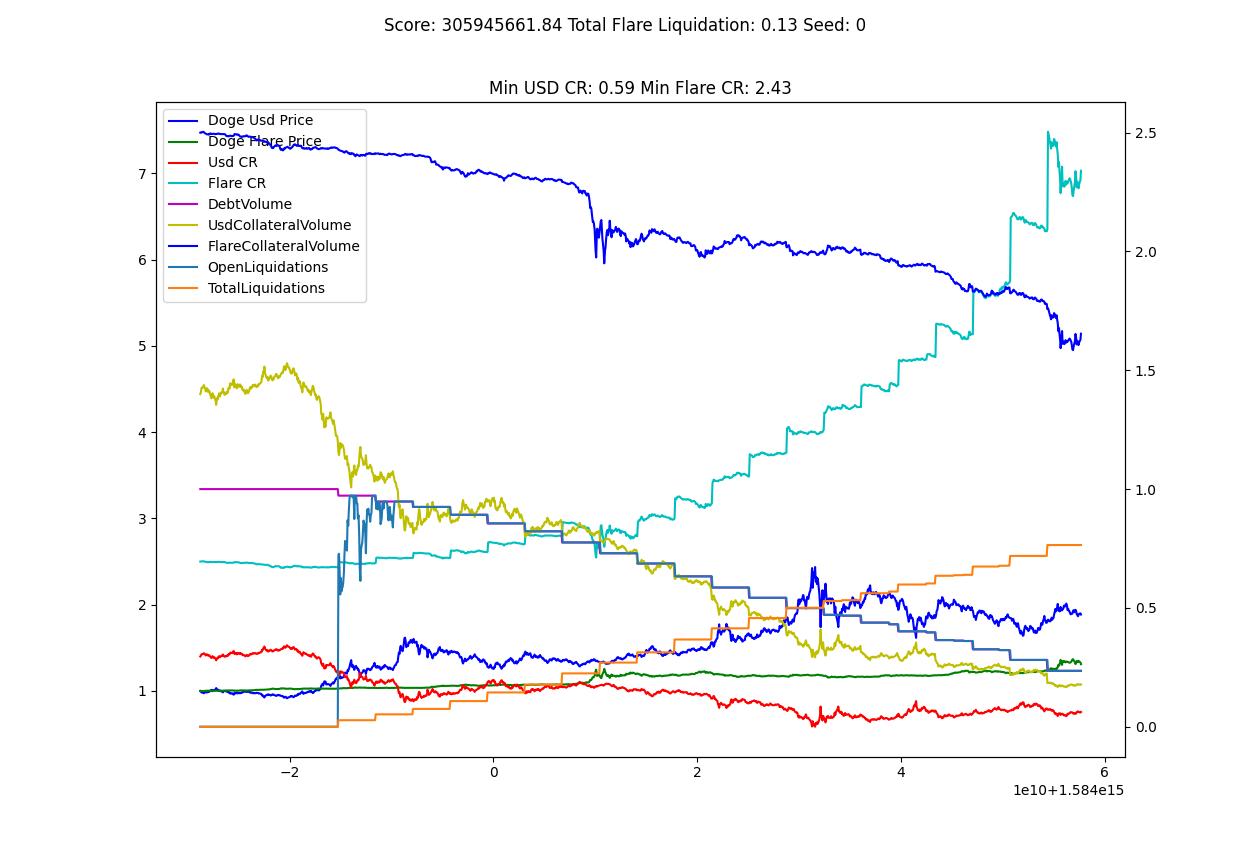 Score: 305945661.84 Total Flare Liquidation: 0.13 Seed: 0
Min USD CR: 0.59 Min Flare CR: 2.43
Doge Usd Price
Doge Flare Price
Usd CR
Flare CR
DebtVolume
UsdCollateralVolume
FlareCollateralVolume
OpenLiquidations
TotalLiquidations
7
6
5
4
3
2
1
2.5
2.0
1.5
1.0
0.5
0.0
−2
0
2
4
6
1e10+1.584e15